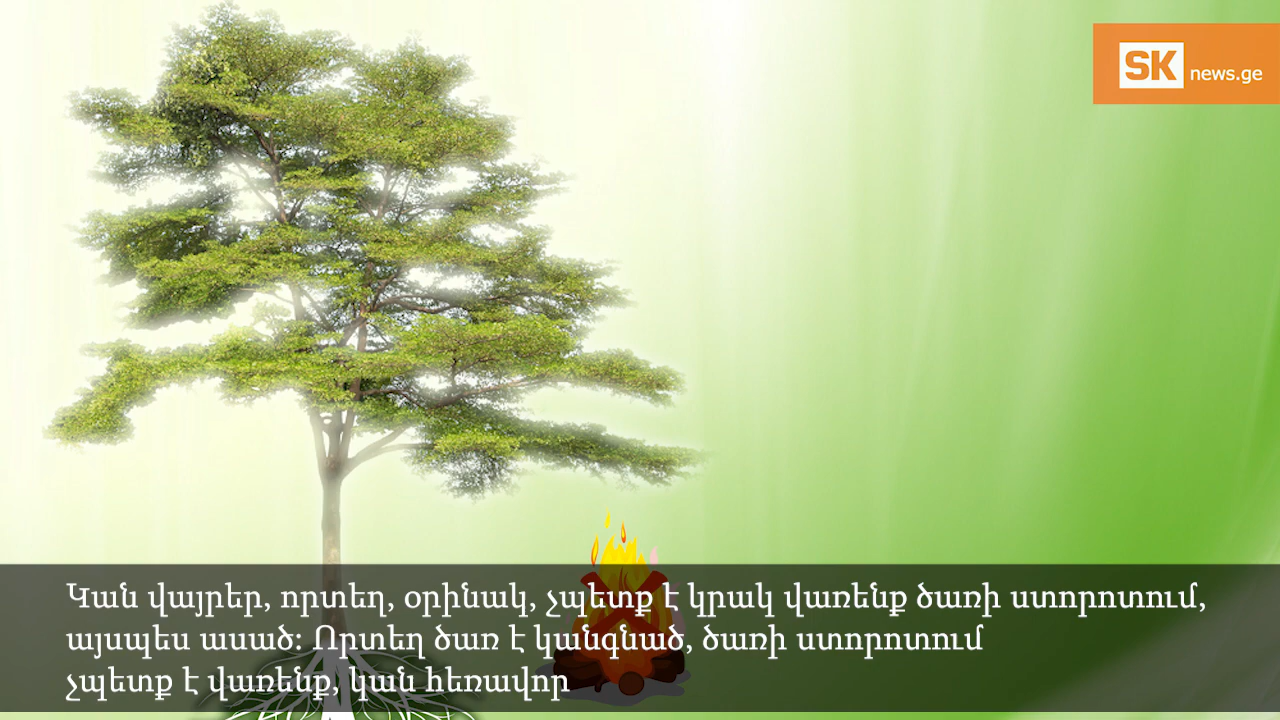 SK news.ge
Կան վայրեր, որտեղ, օրինակ, չպետք է կրակ վառենք ծառի ստորոտում,
այսպես ասած: Որտեղ ծառ է կանգնած, ծառի ստորոտում
չպետք է վառենք, կան հեռավոր